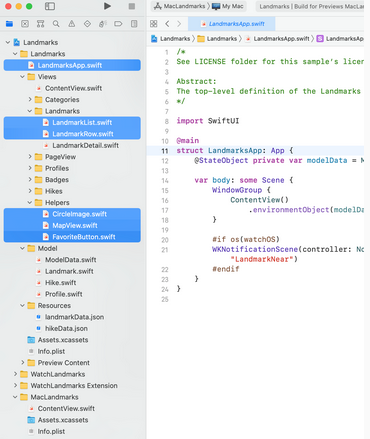 MacLandmarks
My Mac
Landmarks | Build for Previews MacLandmarks
LandmarksApp.swift
Landmarks
Landmarks
LandmarksApp.swift
LandmarksApp
Landmarks
Landmarks
LandmarksApp.swift
Views
ContentView.swift
Categories
Landmarks
LandmarkList.swift
LandmarkRow.swift
LandmarkDetail.swift
PageView
Profiles
Badges
Hikes
Helpers
CircleImage.swift
MapView.swift
FavoriteButton.swift
Model
ModelData.swift
Landmark.swift
Hike.swift
Profile.swift
Resources
landmarkData.json
hikeData.json
Assets.xcassets
Info.plist
Preview Content
WatchLandmarks
WatchLandmarks Extension
MacLandmarks
ContentView.swift
Assets.xcassets
Info.plist
1 /*
2 See LICENSE folder for this sample's licen
3
4 Abstract:
5 The top-level definition of the Landmarks
6 */
7
8 import SwiftUI
9
10 @main
11 struct LandmarksApp: App {
12 @StateObject private var modelData = M
13
14 var body: some Scene {
15 WindowGroup {
16 ContentView()
17 .environmentObject(modelDa
18 }
19
20 #if os(watchOS)
21 WKNotificationScene(controller: No
"LandmarkNear")
22 #endif
23 }
24 }
25